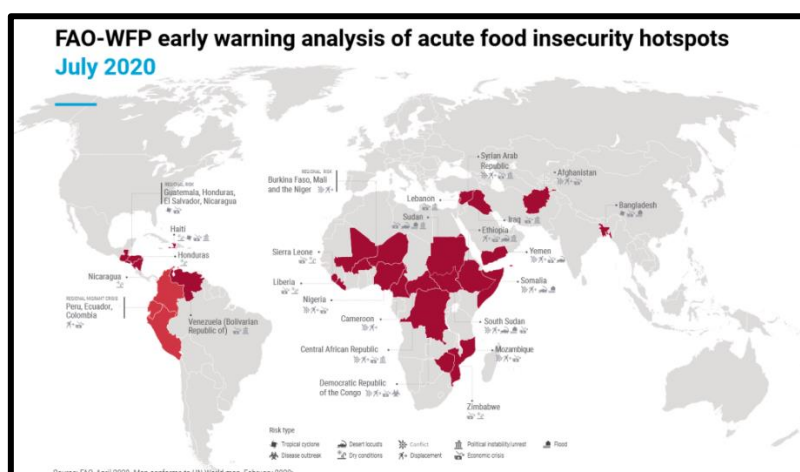 FAO-WFP early warning analysis of acute food insecurity hotspots
July 2020
REGIONAL RISK
Guatemala, Honduras,
El Salvador, Nicaragua
Haiti
Honduras
Nicaragua
REGIONAL MIGRANT CRISIS
Peru, Ecuador,
Colombia
Venezuela (Bolivarian
Republic of)
REGIONAL RISK
Burkina Faso, Mali
and the Niger
Sierra Leone
Liberia
Nigeria
Cameroon
Central African Republic
Democratic Republic
of the Congo
Lebanon
Sudan
Syrian Arab
Republic
Iraq
Ethiopia
Afghanistan
Bangladesh
Yemen
Somalia
South Sudan
Mozambique
Zimbabwe
Risk type
Tropical cyclone
Desert locusts
Conflict
Political instability/unrest
Flood
Disease outbreak
Dry conditions
Displacement
Economic crisis